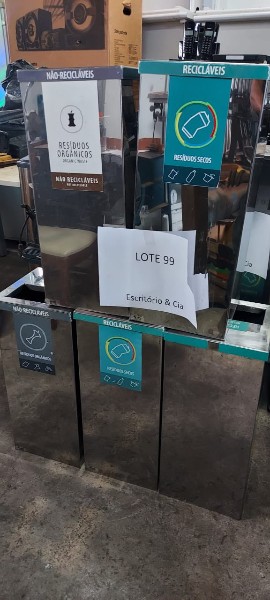 NÃO-RECICLÁVEIS
RESÍDUOS
ORGÂNICOS
NÃO RECICLÁVEIS
RECICLÁVEIS
RESÍDUOS SECOS
LOTE 99
Escritório & Cia
NÃO-RECICLÁVEIS
RECICLÁVEIS